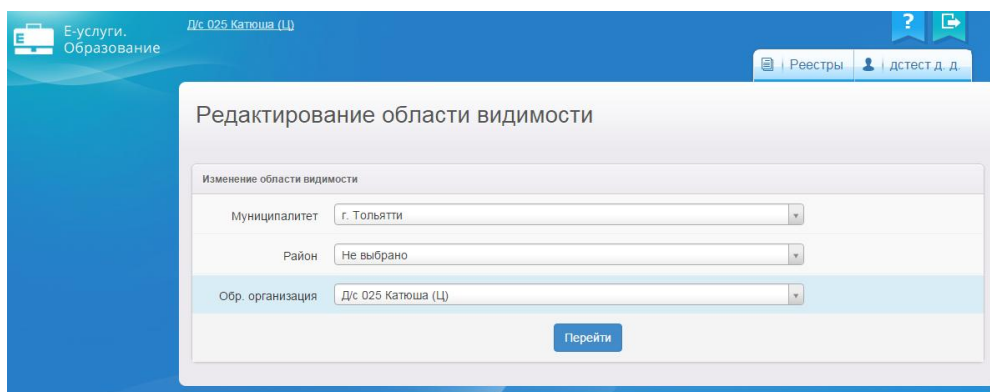 Е-услуги.
Образование
Д/с 025 Катюша (Ц)
?
Реестры
дстест д. д.
Редактирование области видимости
Изменение области видимости
Муниципалитет г. Тольятти
Район Не выбрано
Обр. организация Д/с 025 Катюша (Ц)
Перейти